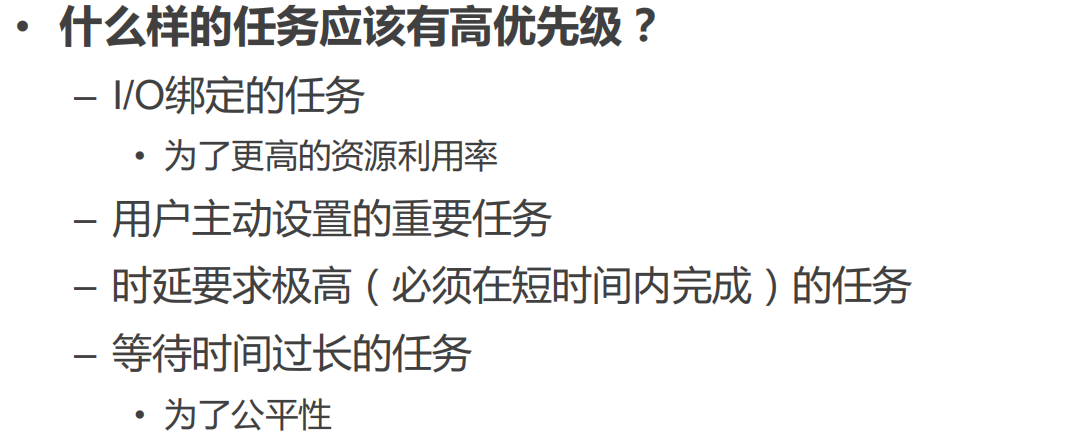 • 什么样的任务应该有高优先级？
– I/O绑定的任务
• 为了更高的资源利用率
– 用户主动设置的重要任务
– 时延要求极高（必须在短时间内完成）的任务
– 等待时间过长的任务
• 为了公平性